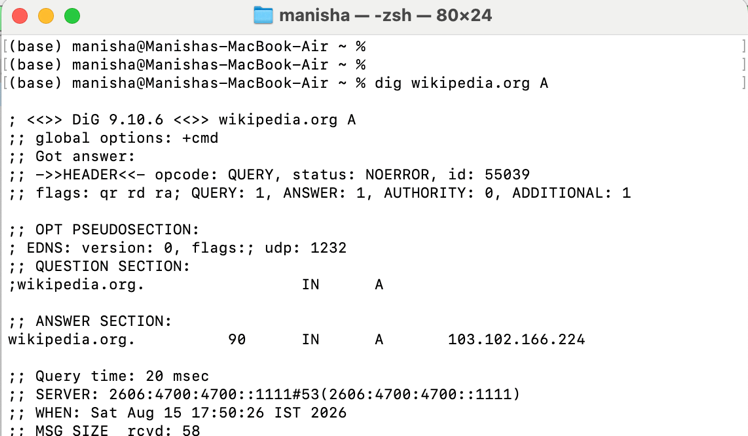 manisha — -zsh — 80×24
[(base) manisha@Manishas-MacBook-Air ~ % ]
[(base) manisha@Manishas-MacBook-Air ~ % ]
[(base) manisha@Manishas-MacBook-Air ~ % dig wikipedia.org A ]
; <<>> DiG 9.10.6 <<>> wikipedia.org A
;; global options: +cmd
;; Got answer:
;; ->>HEADER<<- opcode: QUERY, status: NOERROR, id: 55039
;; flags: qr rd ra; QUERY: 1, ANSWER: 1, AUTHORITY: 0, ADDITIONAL: 1
;; OPT PSEUDOSECTION:
; EDNS: version: 0, flags:; udp: 1232
;; QUESTION SECTION:
;wikipedia.org. IN A
;; ANSWER SECTION:
wikipedia.org. 90 IN A 103.102.166.224
;; Query time: 20 msec
;; SERVER: 2606:4700:4700::1111#53(2606:4700:4700::1111)
;; WHEN: Sat Aug 15 17:50:26 IST 2026
;; MSG SIZE rcvd: 58